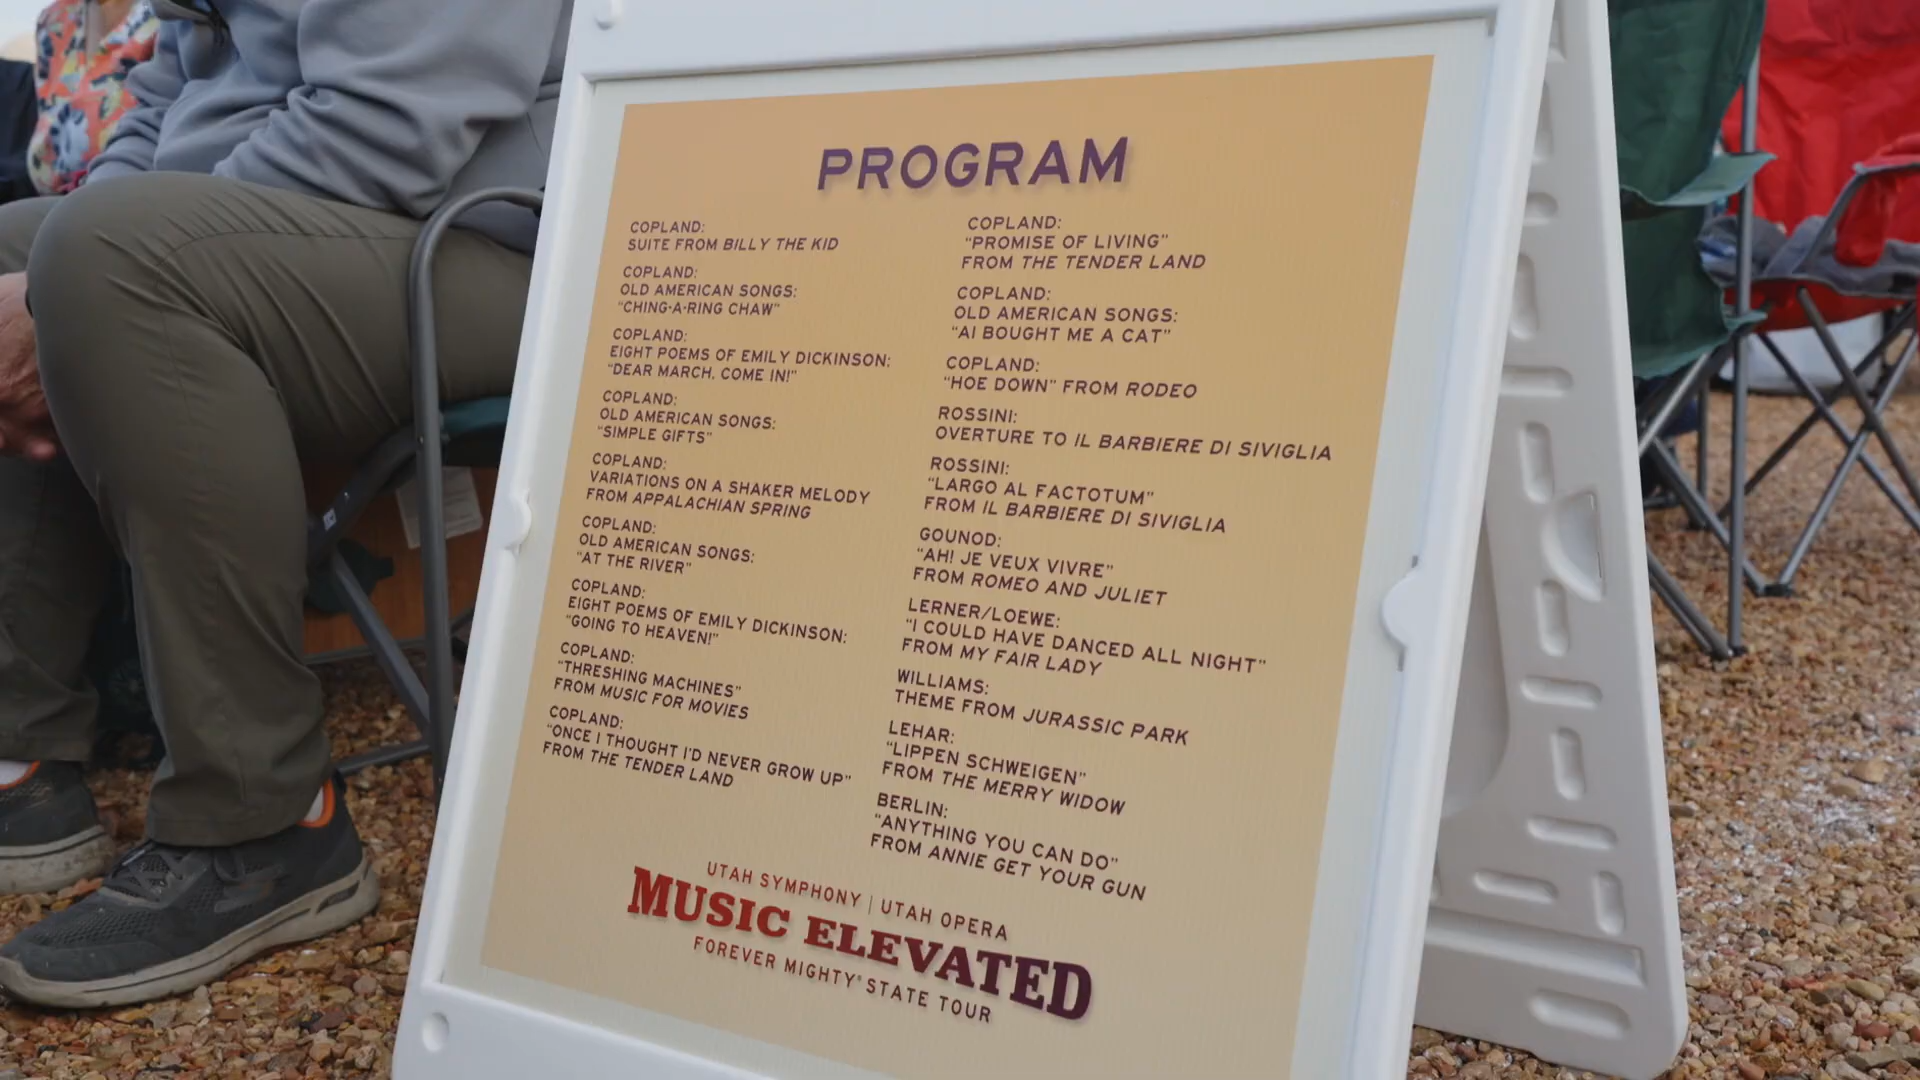 PROGRAM
COPLAND:
SUITE FROM BILLY THE KID
COPLAND:
OLD AMERICAN SONGS:
"CHING-A-RING CHAW"
COPLAND:
EIGHT POEMS OF EMILY DICKINSON:
"DEAR MARCH, COME IN!"
COPLAND:
OLD AMERICAN SONGS:
"SIMPLE GIFTS"
COPLAND:
VARIATIONS ON A SHAKER MELODY
FROM APPALACHIAN SPRING
COPLAND:
OLD AMERICAN SONGS:
"AT THE RIVER"
COPLAND:
EIGHT POEMS OF EMILY DICKINSON:
"GOING TO HEAVEN!"
COPLAND:
"THRESHING MACHINES"
FROM MUSIC FOR MOVIES
COPLAND:
"ONCE I THOUGHT I'D NEVER GROW UP"
FROM THE TENDER LAND
COPLAND:
"PROMISE OF LIVING"
FROM THE TENDER LAND
COPLAND:
OLD AMERICAN SONGS:
"AI BOUGHT ME A CAT"
COPLAND:
"HOE DOWN" FROM RODEO
ROSSINI:
OVERTURE TO IL BARBIERE DI SIVIGLIA
ROSSINI:
"LARGO AL FACTOTUM"
FROM IL BARBIERE DI SIVIGLIA
GOUNOD:
"AH! JE VEUX VIVRE"
FROM ROMEO AND JULIET
LERNER/LOEWE:
"I COULD HAVE DANCED ALL NIGHT"
FROM MY FAIR LADY
WILLIAMS:
THEME FROM JURASSIC PARK
LEHAR:
"LIPPEN SCHWEIGEN"
FROM THE MERRY WIDOW
BERLIN:
"ANYTHING YOU CAN DO"
FROM ANNIE GET YOUR GUN
UTAH SYMPHONY | UTAH OPERA
MUSIC ELEVATED
FOREVER MIGHTY® STATE TOUR